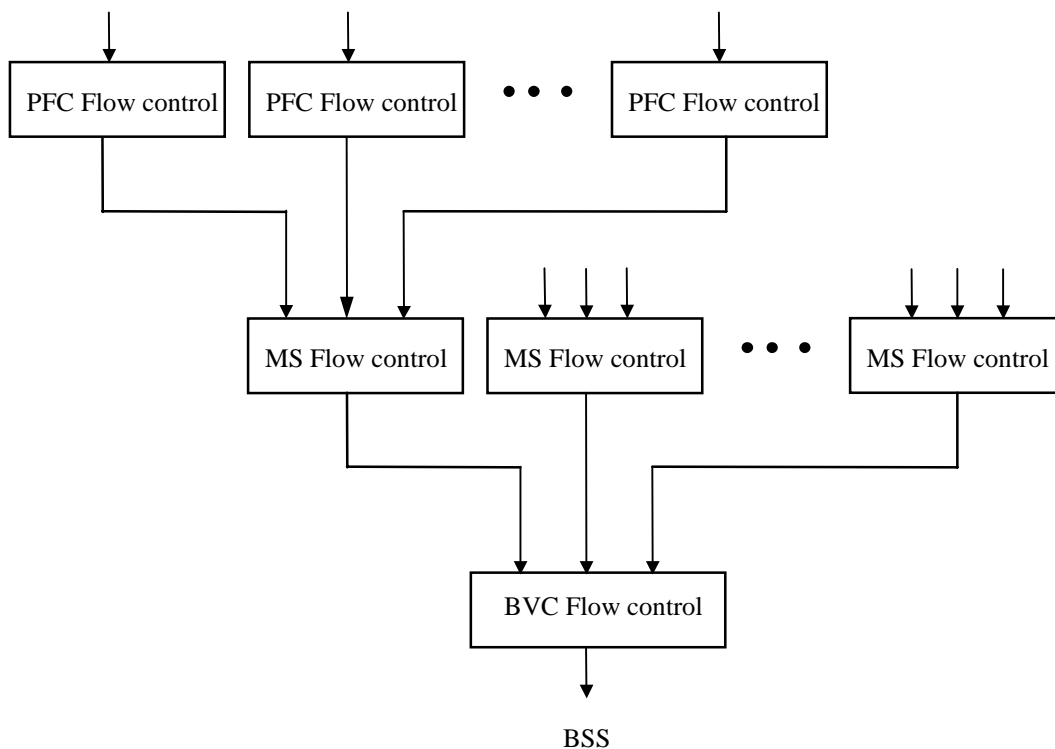 PFC Flow control
PFC Flow control
• • •
PFC Flow control
MS Flow control
MS Flow control
• • •
MS Flow control
BVC Flow control
BSS